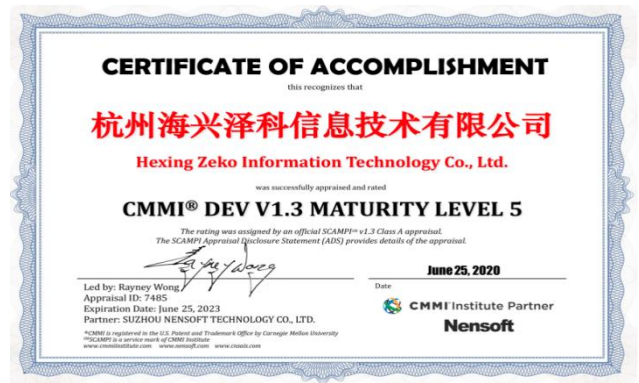 CERTIFICATE OF ACCOMPLISHMENT
this recognizes that
杭州海兴泽科信息技术有限公司
Hexing Zeko Information Technology Co., Ltd.
was successfully appraised and rated
CMMI® DEV V1.3 MATURITY LEVEL 5
The rating was assigned by an official SCAMPI℠ v1.3 Class A appraisal.
The SCAMPI Appraisal Disclosure Statement (ADS) provides details of the appraisal.
Rayney Wong
June 25, 2020
Led by: Rayney Wong
Date
Appraisal ID: 7485
Expiration Date: June 25, 2023
Partner: SUZHOU NENSOFT TECHNOLOGY CO., LTD.
CMMI Institute Partner
Nensoft
®CMMI is registered in the U.S. Patent and Trademark Office by Carnegie Mellon University
℠SCAMPI is a service mark of CMMI Institute
www.cmmiinstitute.com www.nensoft.com www.cnsois.com